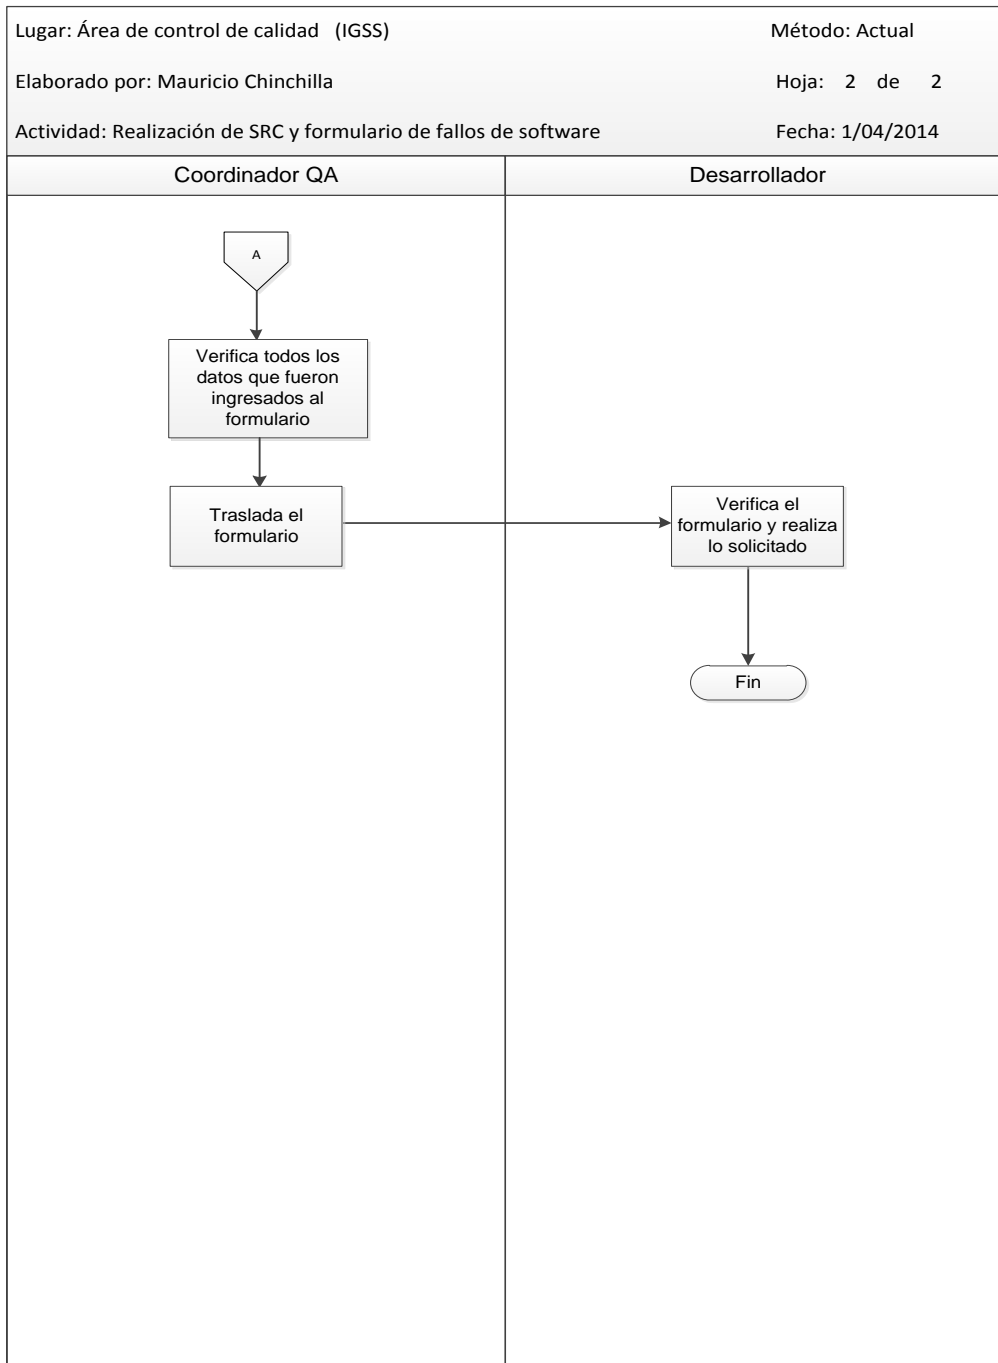 Lugar: Área de control de calidad (IGSS) Método: Actual
Elaborado por: Mauricio Chinchilla Hoja: 2 de 2
Actividad: Realización de SRC y formulario de fallos de software Fecha: 1/04/2014
Coordinador QA Desarrollador
A
Verifica todos los
datos que fueron
ingresados al
formulario
Traslada el
formulario
Verifica el
formulario y realiza
lo solicitado
Fin